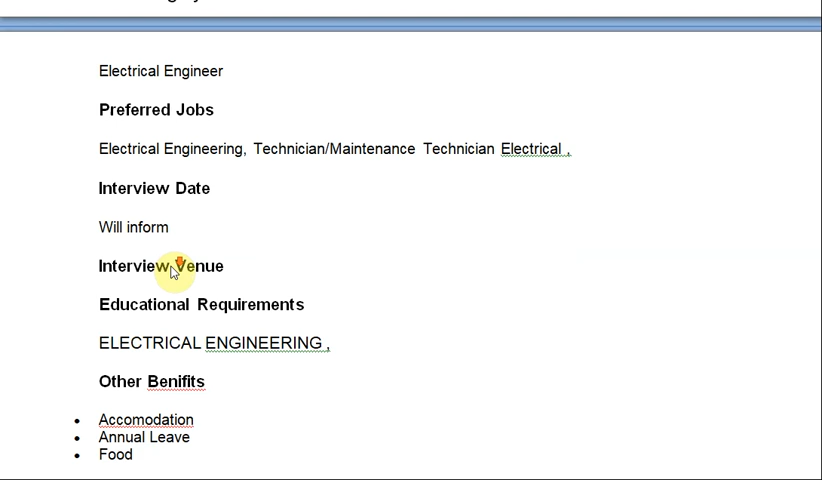 Electrical Engineer
Preferred Jobs
Electrical Engineering, Technician/Maintenance Technician Electrical ,
Interview Date
Will inform
Interview Venue
Educational Requirements
ELECTRICAL ENGINEERING ,
Other Benifits
• Accomodation
• Annual Leave
• Food